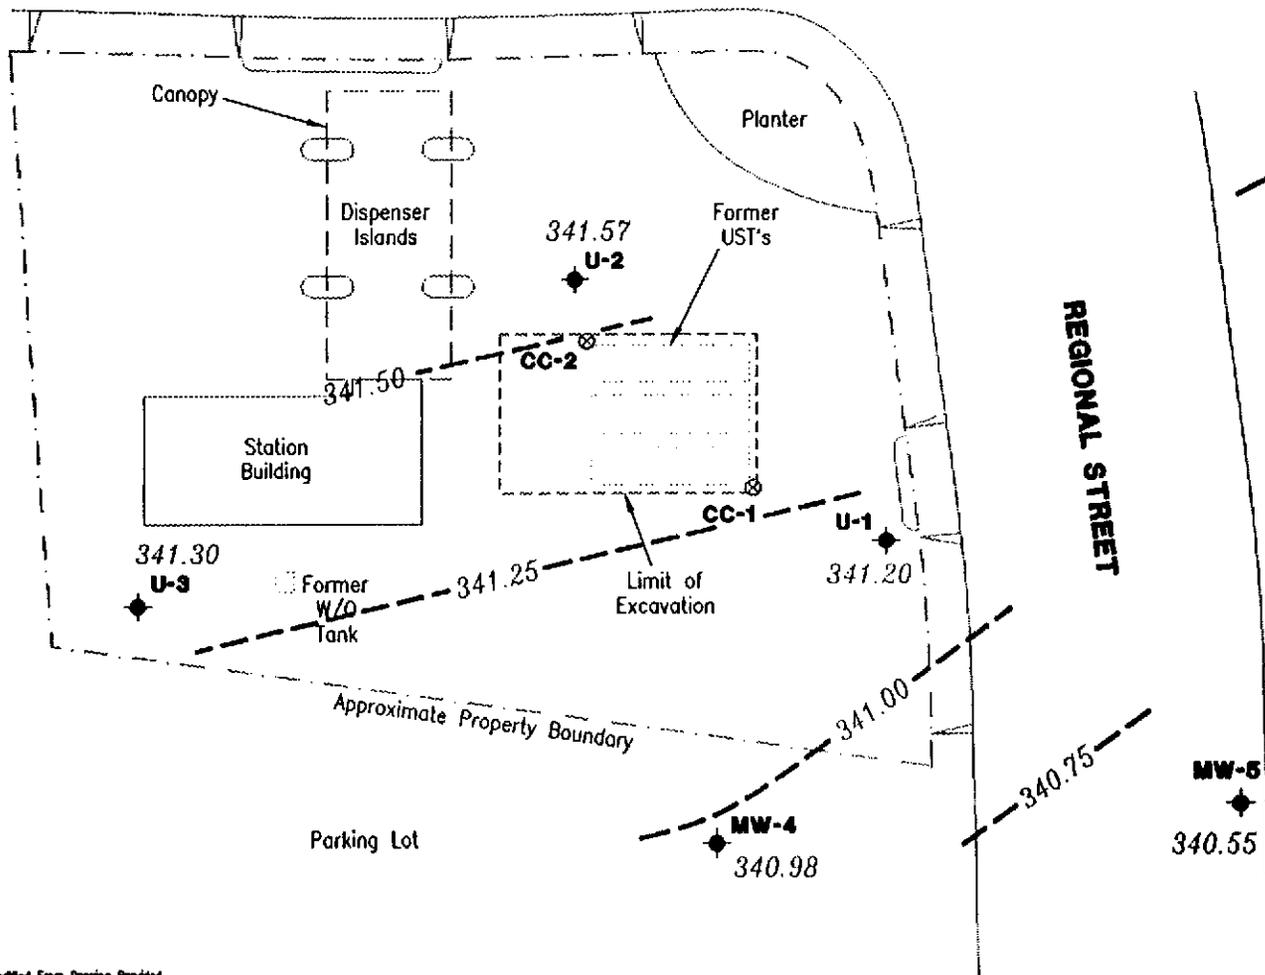 Canopy
Planter
Dispenser
Islands
Former
UST's
341.57
U-2
CC-2
341.50
Station
Building
REGIONAL STREET
CC-1
U-1
341.20
341.30
U-3
Former
W/O
Tank
341.25
Limit of
Excavation
Approximate Property Boundary
341.00
340.75
MW-5
340.55
MW-4
340.98
Parking Lot